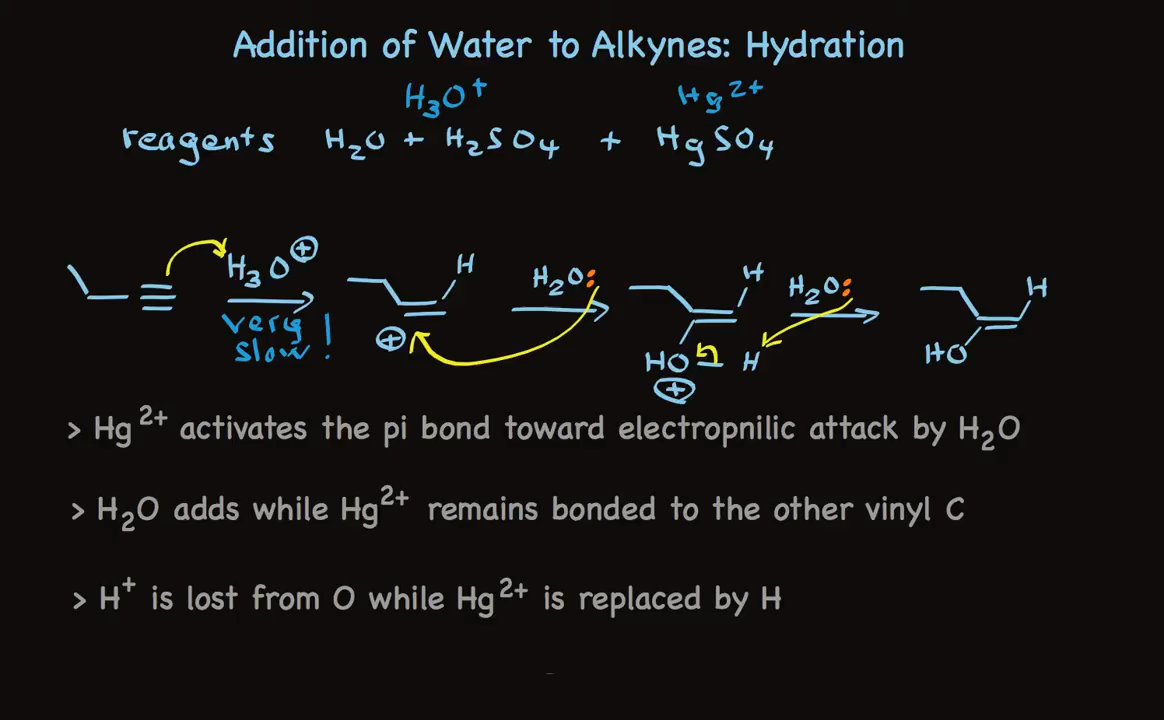 Addition of Water to Alkynes: Hydration
H₃O⁺ Hg²⁺
reagents H₂O + H₂SO₄ + HgSO₄
H₃O⊕ H H₂O: H H₂O: H
very slow! ⊕ HO H HO
⊕
> Hg²⁺ activates the pi bond toward electropnilic attack by H₂O
> H₂O adds while Hg²⁺ remains bonded to the other vinyl C
> H⁺ is lost from O while Hg²⁺ is replaced by H